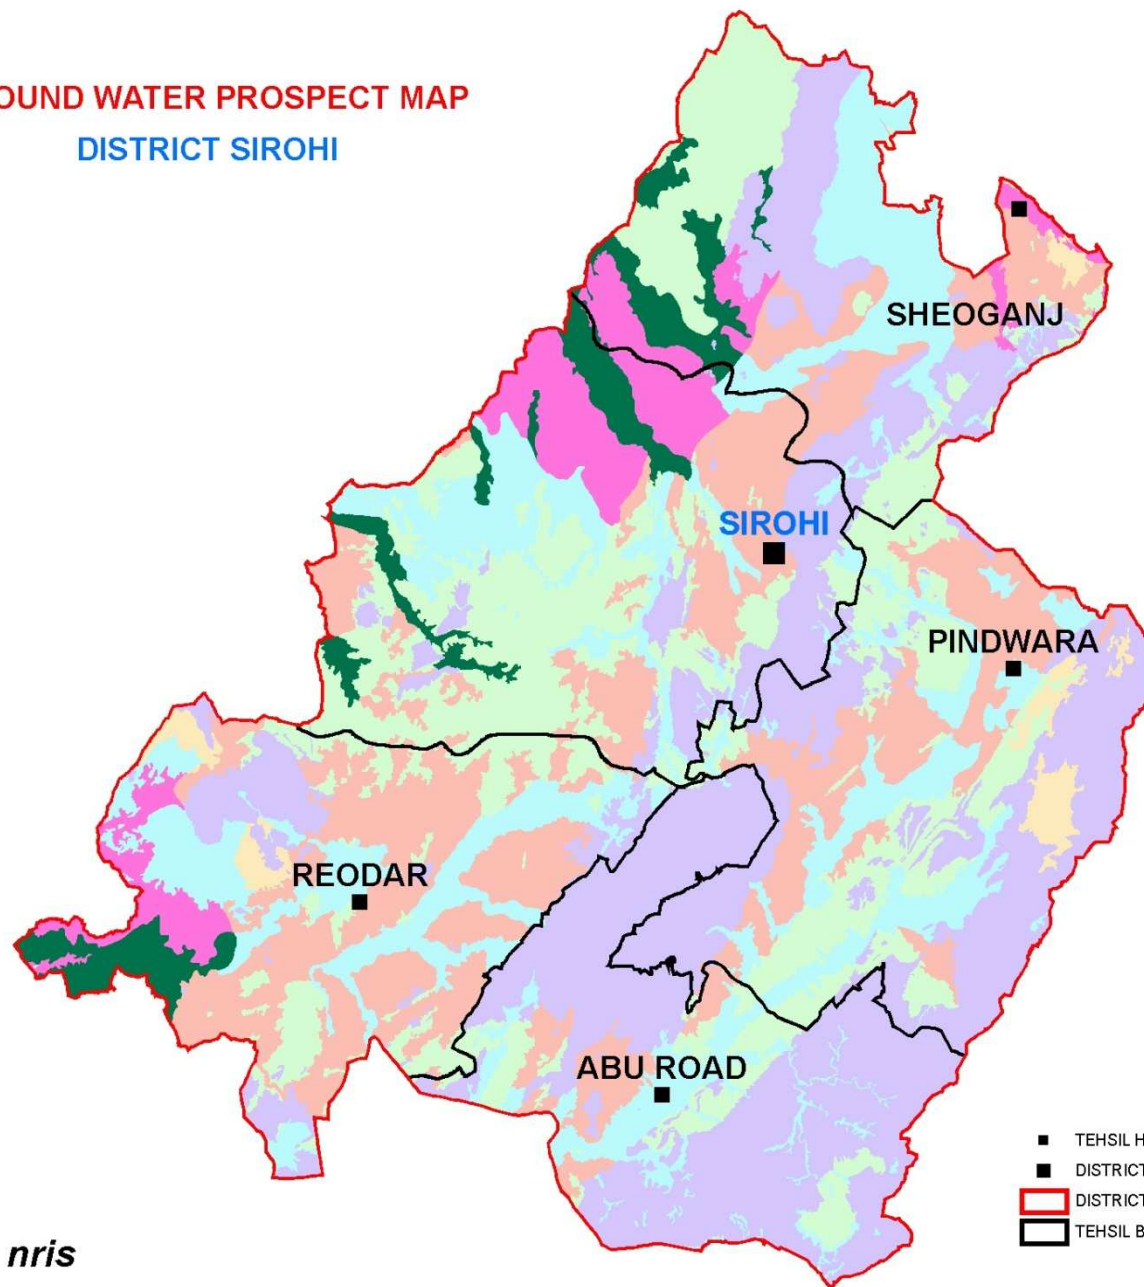 OUND WATER PROSPECT MAP
DISTRICT SIROHI
SHEOGANJ
SIROHI
PINDWARA
REODAR
ABU ROAD
TEHSIL H
DISTRICT
DISTRICT
TEHSIL B
nris